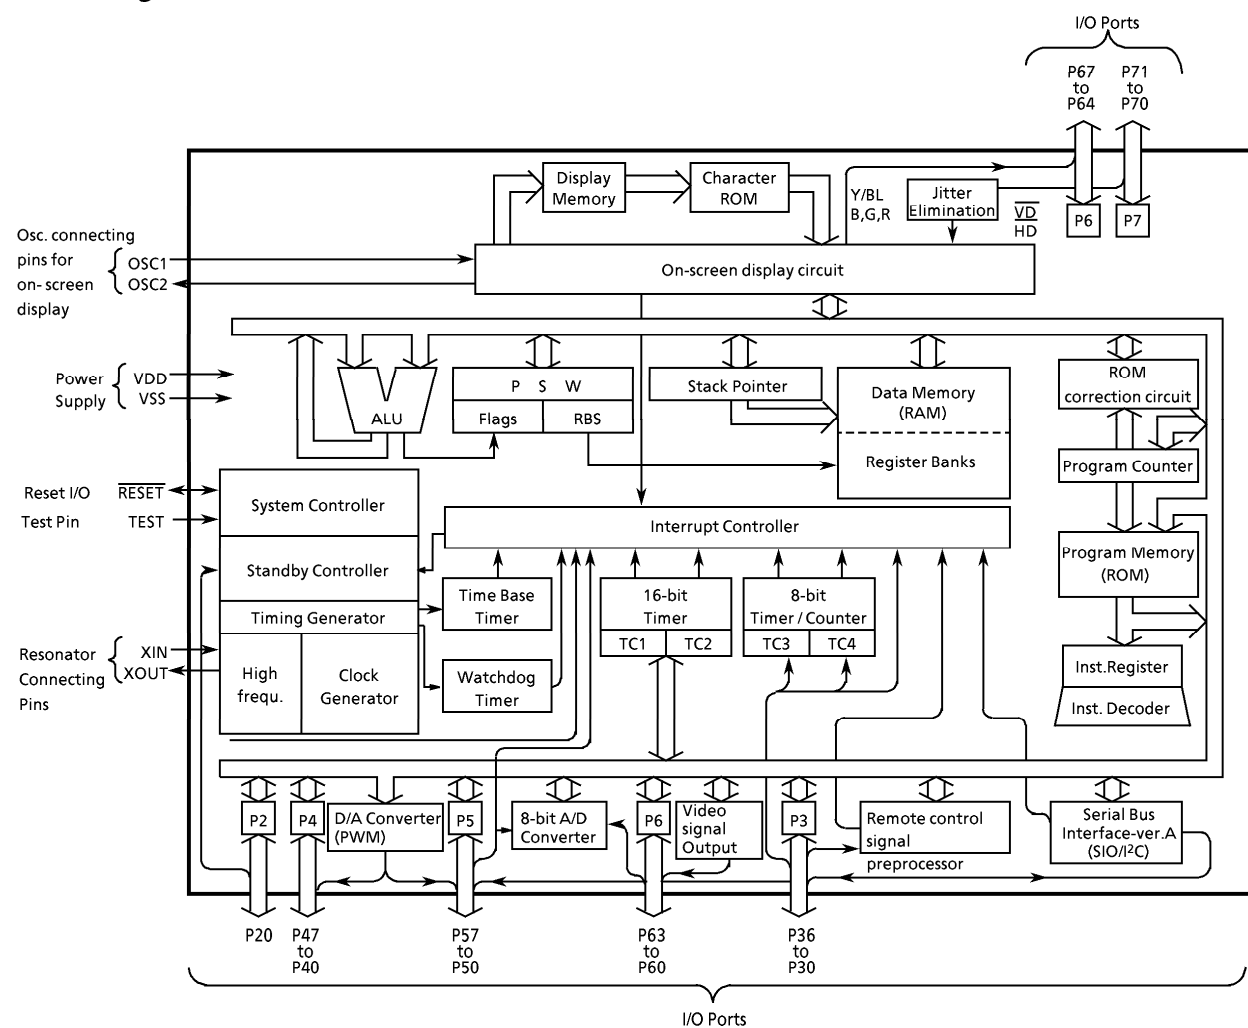 I/O Ports
P67 P71
to to
P64 P70
Display
Memory
Character
ROM
Y/BL
B,G,R
Jitter
Elimination
VD
HD
P6
P7
Osc. connecting
pins for
on- screen
display
OSC1
OSC2
On-screen display circuit
Power
Supply
VDD
VSS
ALU
P S W
Flags
RBS
Stack Pointer
Data Memory
(RAM)
Register Banks
ROM
correction circuit
Program Counter
Program Memory
(ROM)
Inst.Register
Inst. Decoder
Reset I/O
RESET
Test Pin
TEST
System Controller
Standby Controller
Timing Generator
High
frequ.
Clock
Generator
Resonator
Connecting
Pins
XIN
XOUT
Interrupt Controller
Time Base
Timer
Watchdog
Timer
16-bit
Timer
TC1
TC2
8-bit
Timer / Counter
TC3
TC4
P2
P4
D/A Converter
(PWM)
P5
8-bit A/D
Converter
P6
Video
signal
Output
P3
Remote control
signal
preprocessor
Serial Bus
Interface-ver.A
(SIO/I²C)
P20
P47
to
P40
P57
to
P50
P63
to
P60
P36
to
P30
I/O Ports